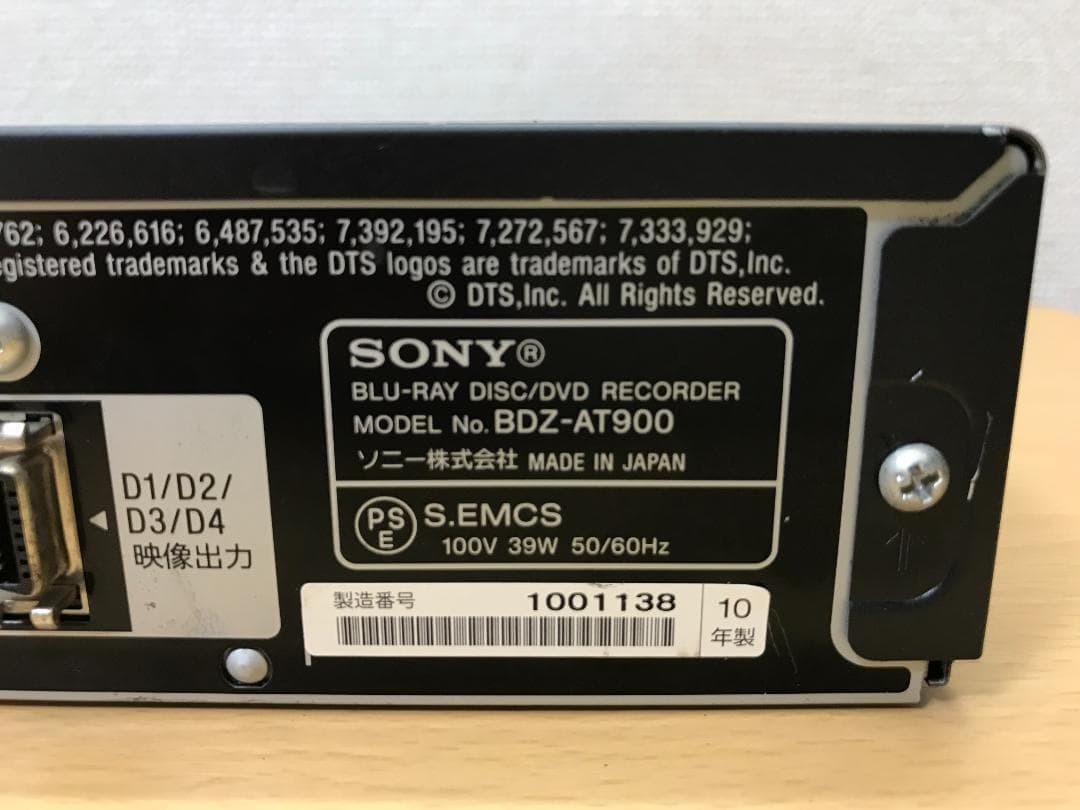 762; 6,226,616; 6,487,535; 7,392,195; 7,272,567; 7,333,929;
egistered trademarks & the DTS logos are trademarks of DTS,Inc.
© DTS,Inc. All Rights Reserved.
SONY®
BLU-RAY DISC/DVD RECORDER
MODEL No. BDZ-AT900
ソニー株式会社 MADE IN JAPAN
PS
E
S.EMCS
100V 39W 50/60Hz
D1/D2/
D3/D4
映像出力
製造番号 1001138
10
年製